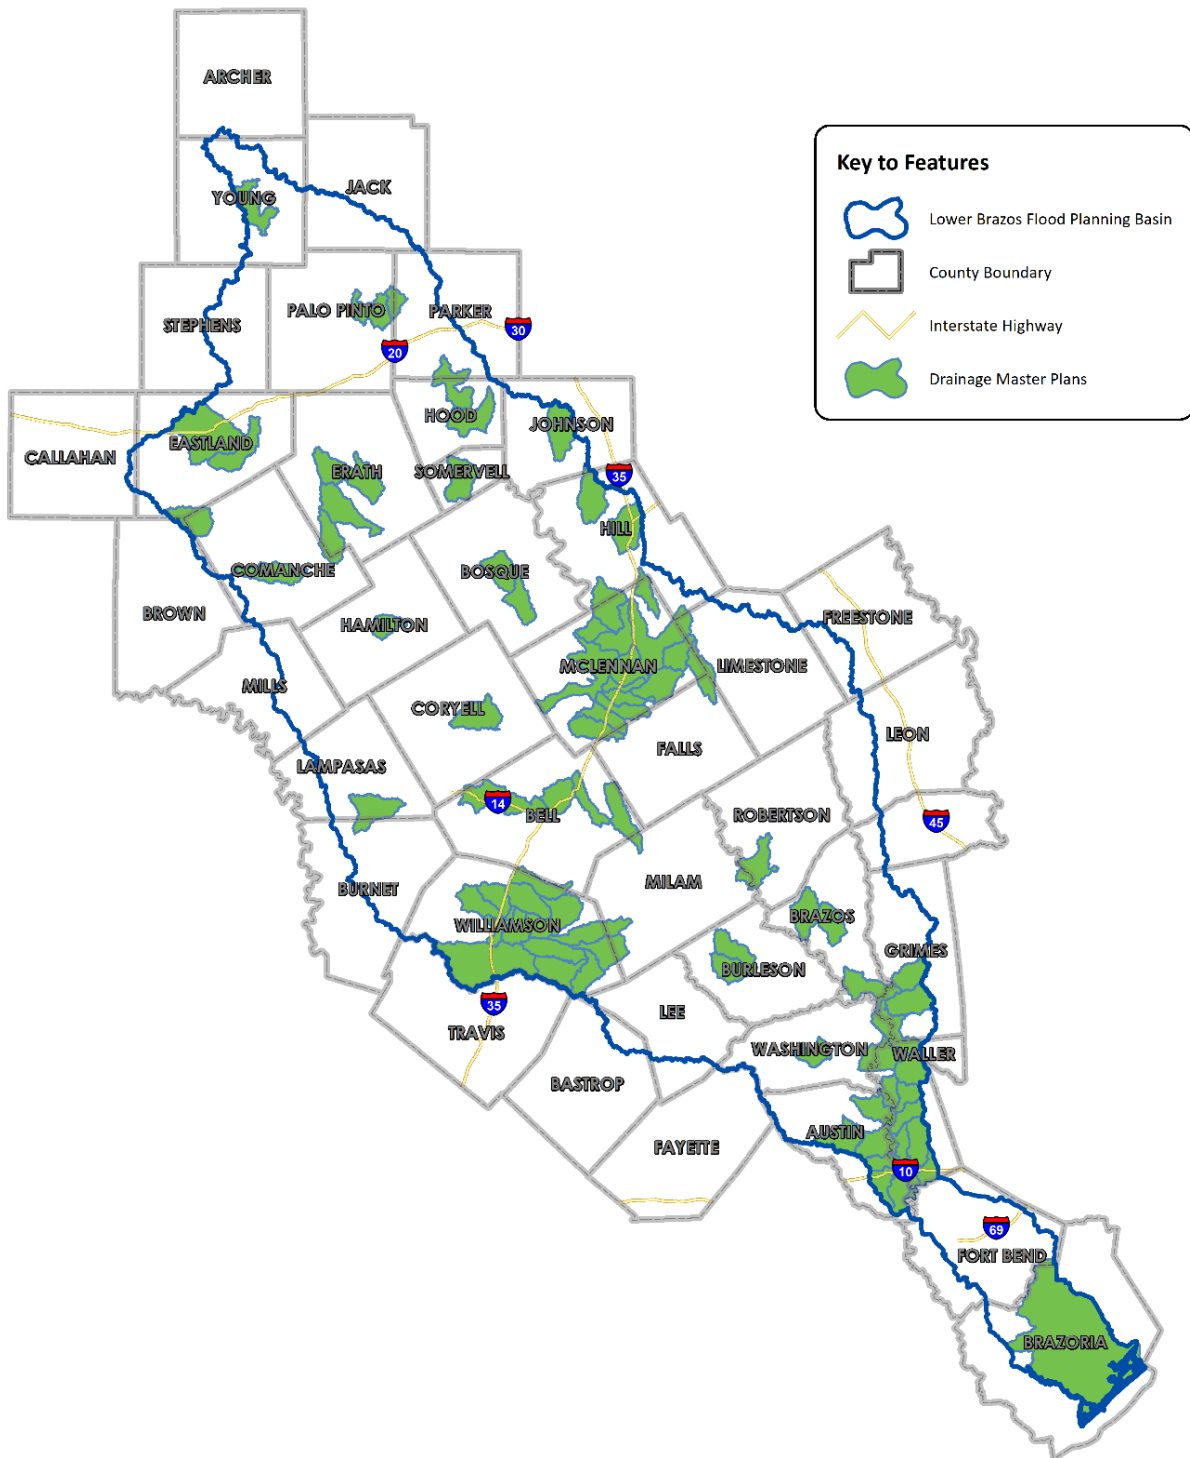 ARCHER
Key to Features
JACK
YOUNG
Lower Brazos Flood Planning Basin
County Boundary
PALO PINTO
PARKER
STEPHENS
30
Interstate Highway
20
Drainage Master Plans
HOOD
JOHNSON
EASTLAND
CALLAHAN
ERATH
SOMERVELL
35
HILL
COMANCHE
BOSQUE
BROWN
HAMILTON
FREESTONE
MCLENNAN
LIMESTONE
MILLS
CORYELL
LEON
FALLS
LAMPASAS
14
BELL
ROBERTSON
45
MILAM
BURNET
BRAZOS
WILLIAMSON
GRIMES
BURLESON
35
LEE
TRAVIS
WASHINGTON
WALLER
BASTROP
AUSTIN
FAYETTE
10
69
FORT BEND
BRAZORIA